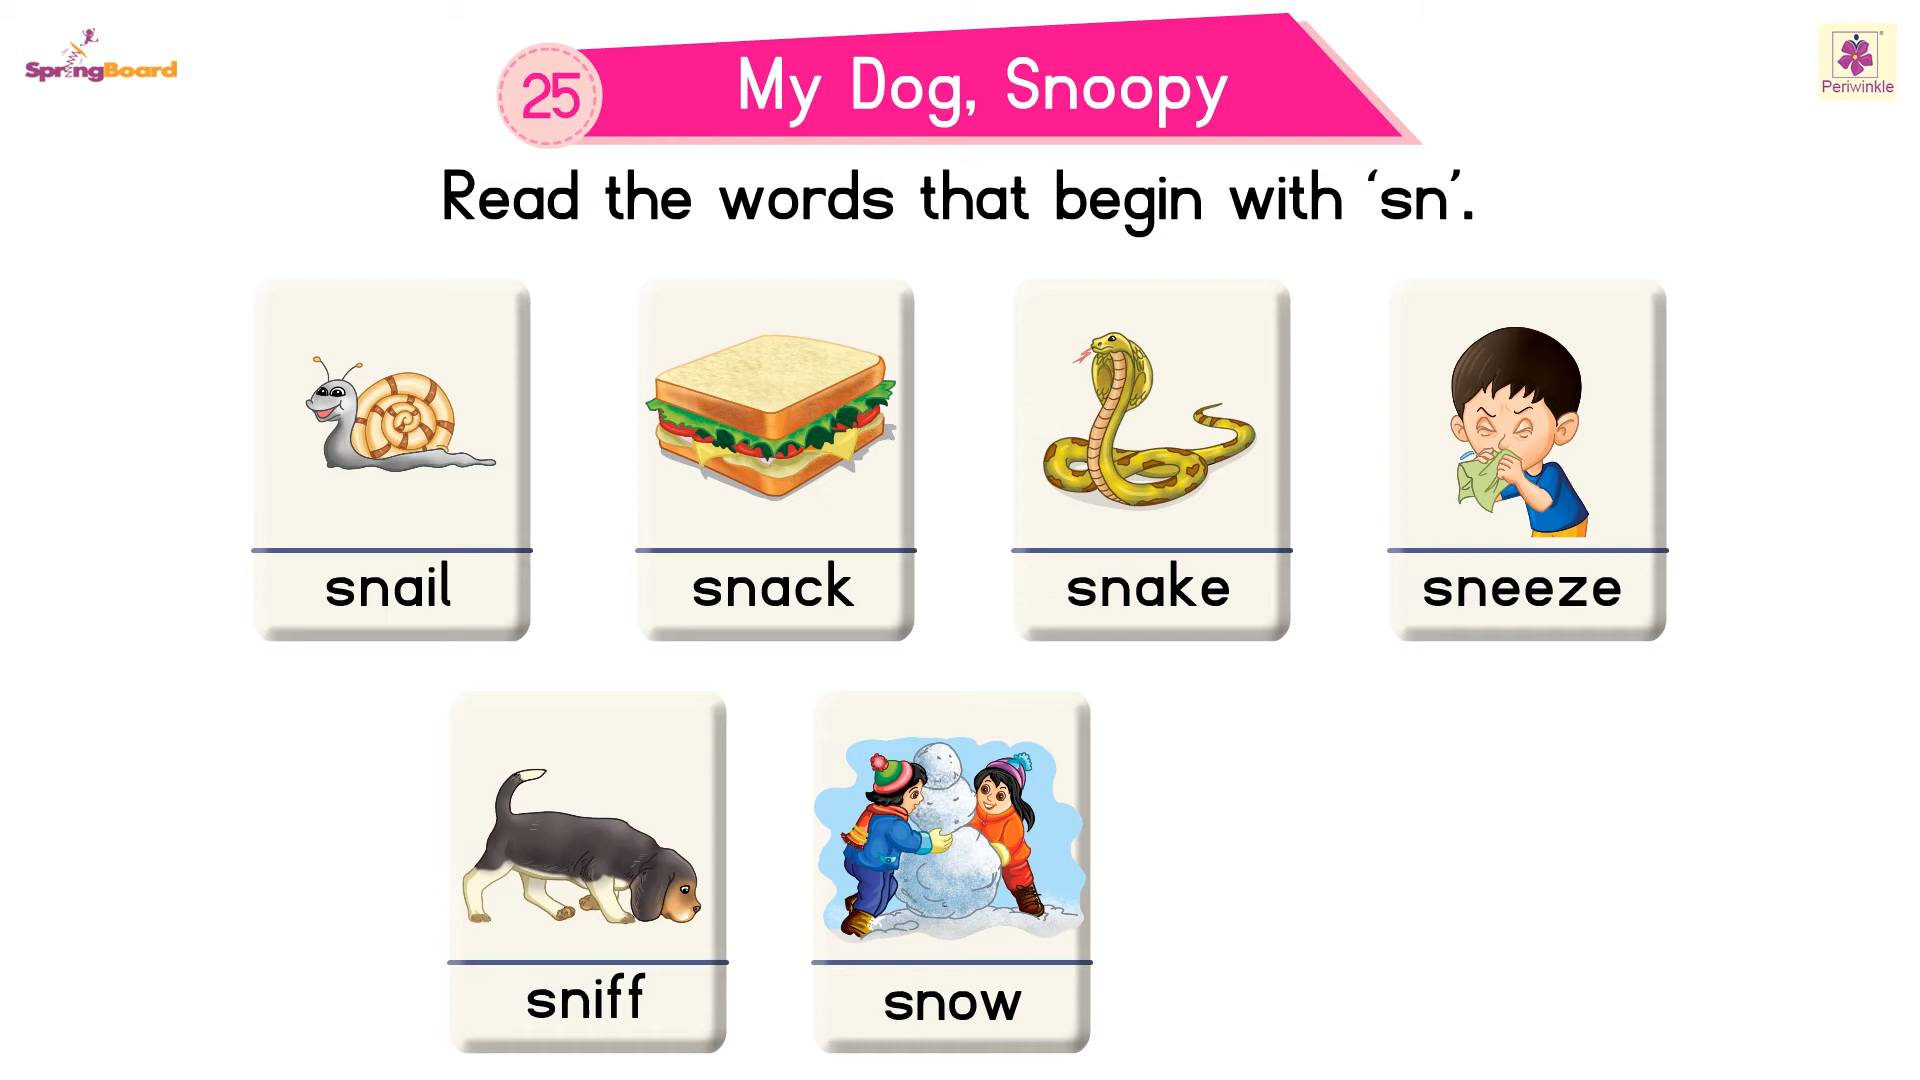 SpringBoard
25
My Dog, Snoopy
Periwinkle
Read the words that begin with ‘sn’.
snail
snack
snake
sneeze
sniff
snow